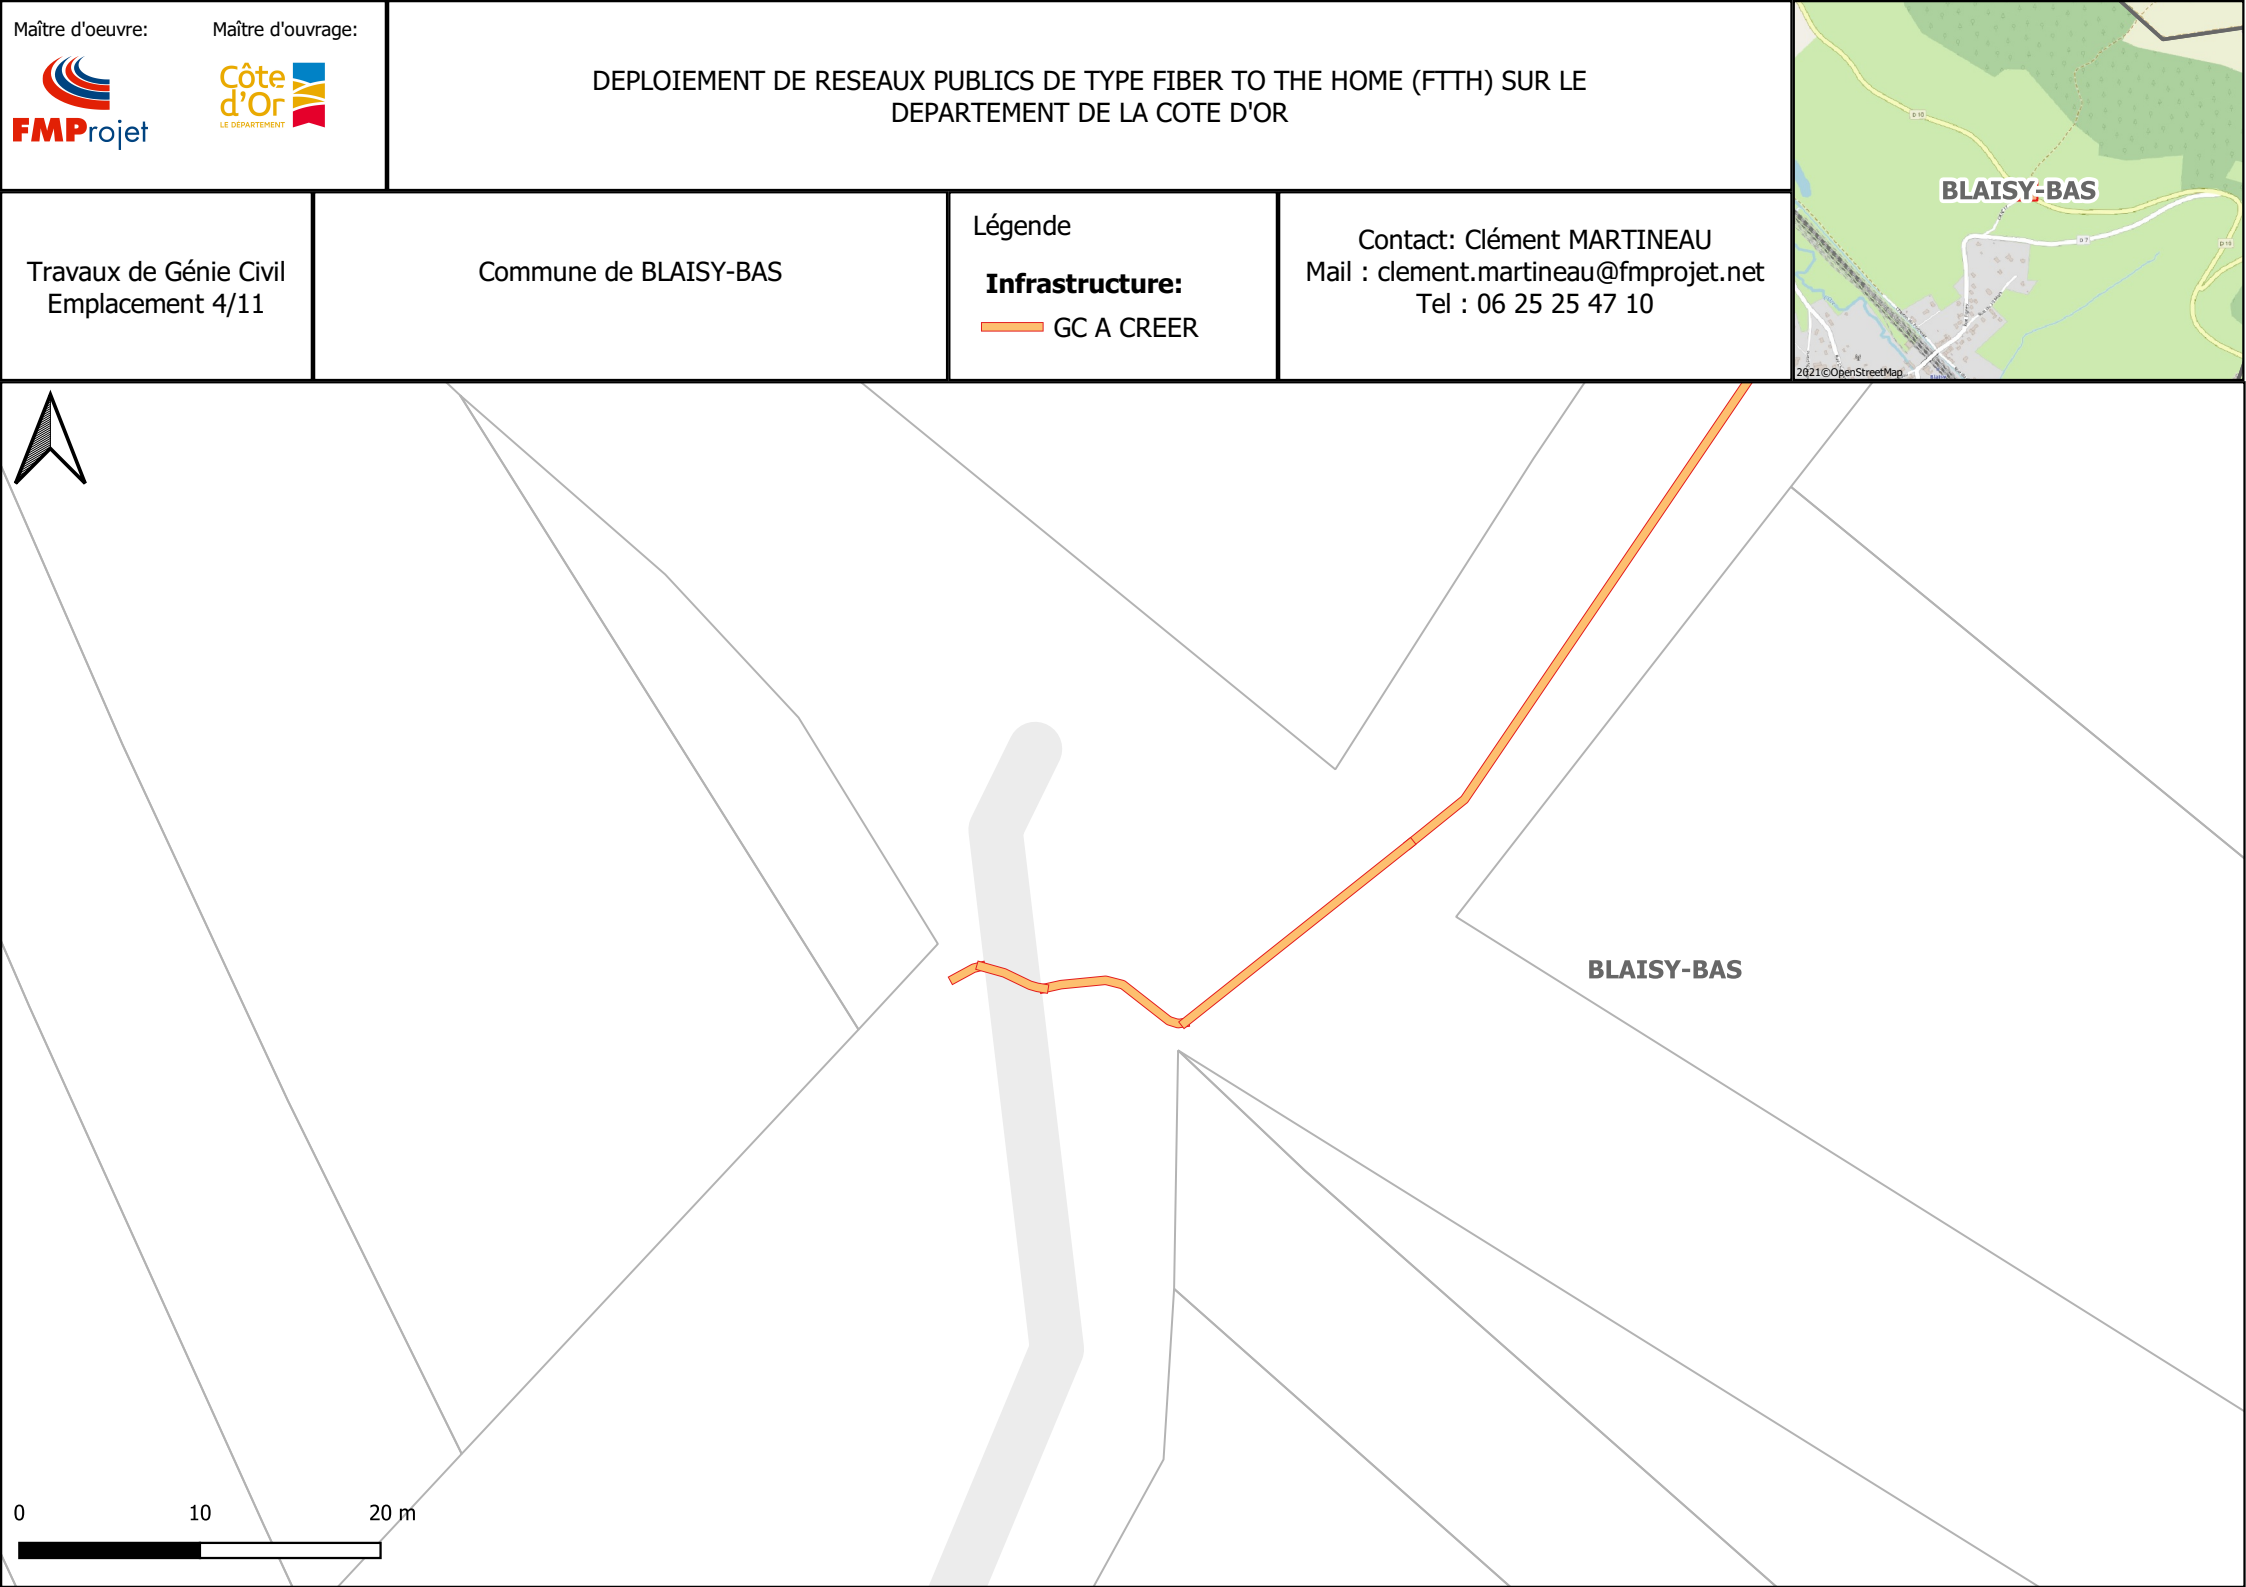 Maître d'oeuvre:
Maître d'ouvrage:
FMProjet
Côte
d'Or
LE DÉPARTEMENT
DEPLOIEMENT DE RESEAUX PUBLICS DE TYPE FIBER TO THE HOME (FTTH) SUR LE
DEPARTEMENT DE LA COTE D'OR
D 10
BLAISY-BAS
D 7
D 10
2021©OpenStreetMap
Travaux de Génie Civil
Emplacement 4/11
Commune de BLAISY-BAS
Légende
Infrastructure:
GC A CREER
Contact: Clément MARTINEAU
Mail : clement.martineau@fmprojet.net
Tel : 06 25 25 47 10
BLAISY-BAS
0 10 20 m